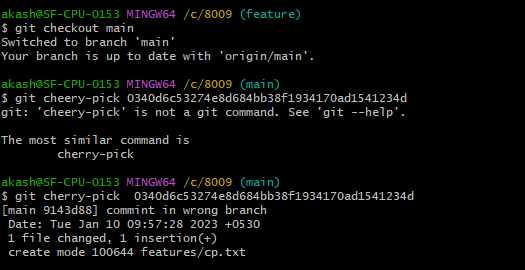 akash@SF-CPU-0153 MINGW64 /c/8009 (feature)
$ git checkout main
Switched to branch 'main'
Your branch is up to date with 'origin/main'.
akash@SF-CPU-0153 MINGW64 /c/8009 (main)
$ git cheery-pick 0340d6c53274e8d684bb38f1934170ad1541234d
git: 'cheery-pick' is not a git command. See 'git --help'.
The most similar command is
cherry-pick
akash@SF-CPU-0153 MINGW64 /c/8009 (main)
$ git cherry-pick  0340d6c53274e8d684bb38f1934170ad1541234d
[main 9143d88] commint in wrong branch
Date: Tue Jan 10 09:57:28 2023 +0530
1 file changed, 1 insertion(+)
create mode 100644 features/cp.txt